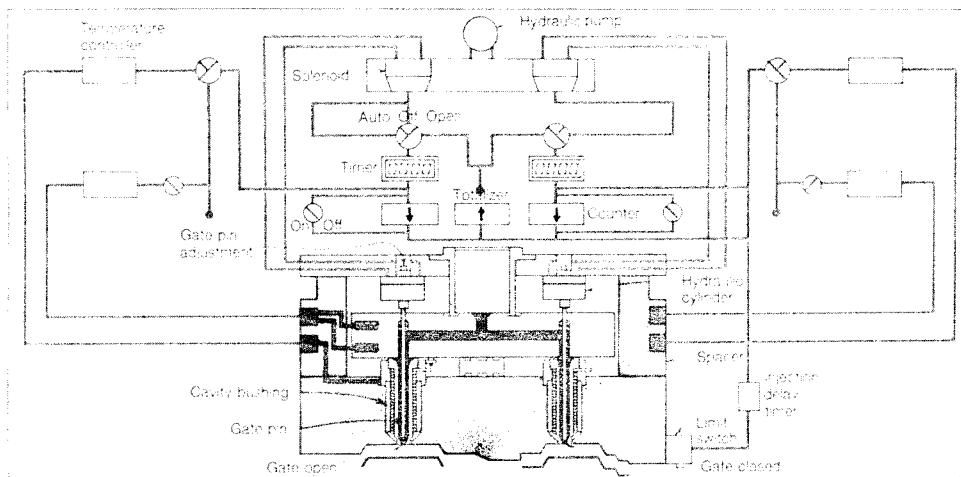 Hydraulic pump
Temperature
controller
Solenoid
Auto Off Open
Timer
Totalizer
On Off
Counter
Gate pin
adjustment
Hydraulic
cylinder
Spacer
Cavity bushing
Injection
delay
timer
Gate pin
Limit
switch
Gate open
Gate closed